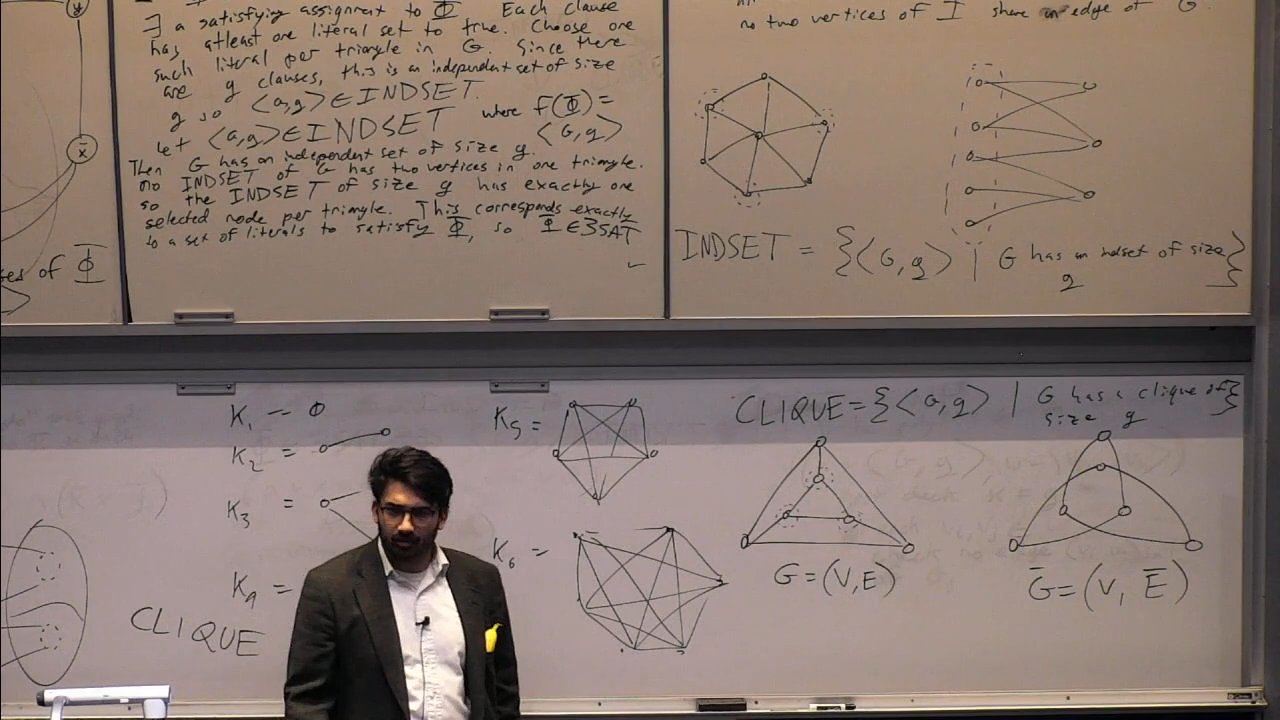 y
x̄
ses of Φ
∃ a satisfying assignment to Φ. Each clause
has atleast one literal set to true. Choose one
such literal per triangle in G. Since there
are g clauses, this is an independent set of size
g so <G,g> ∈ INDSET.
Let <G,g> ∈ INDSET where f(Φ) =
<G,g>
Then G has an independent set of size g.
no INDSET of G has two vertices in one triangle.
so the INDSET of size g has exactly one
selected node per triangle. This corresponds exactly
to a set of literals to satisfy Φ, so Φ ∈ 3SAT
no two vertices of I share an edge of G.
INDSET = {<G,g> | G has an indset of size
g}
K₁ –
K₂ =
K₃ =
K₄ =
CLIQUE
K₅ =
K₆ =
CLIQUE = {<G,g> | G has a clique of
size g}
G=(V,E)
Ḡ=(V, Ē)